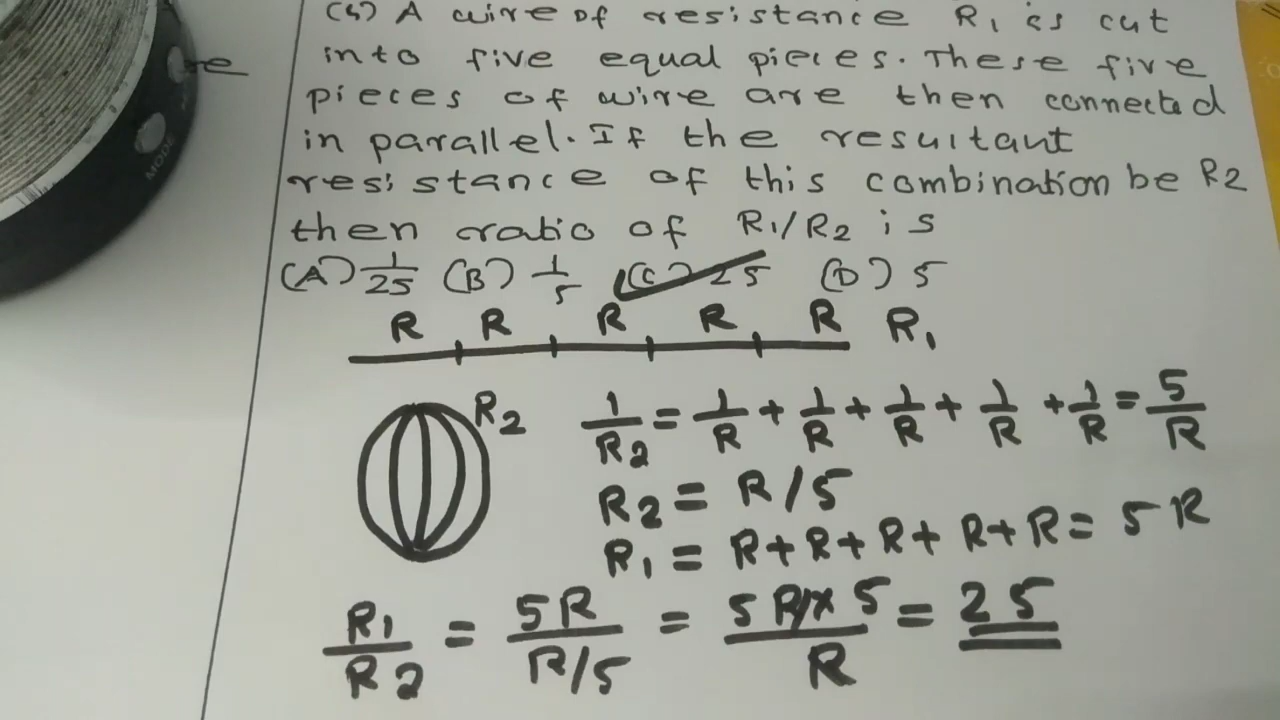 (5) A wire of resistance R1 is cut
into five equal pieces. These five
pieces of wire are then connected
in parallel. If the resultant
resistance of this combination be R2
then ratio of R1/R2 is
(A) 1/25 (B) 1/5 (C) 25 (D) 5
R R R R R R1
R2 1/R2 = 1/R + 1/R + 1/R + 1/R + 1/R = 5/R
R2 = R/5
R1 = R+R+R+R+R = 5R
R1/R2 = 5R/R/5 = 5R x 5/R = 25
MODE